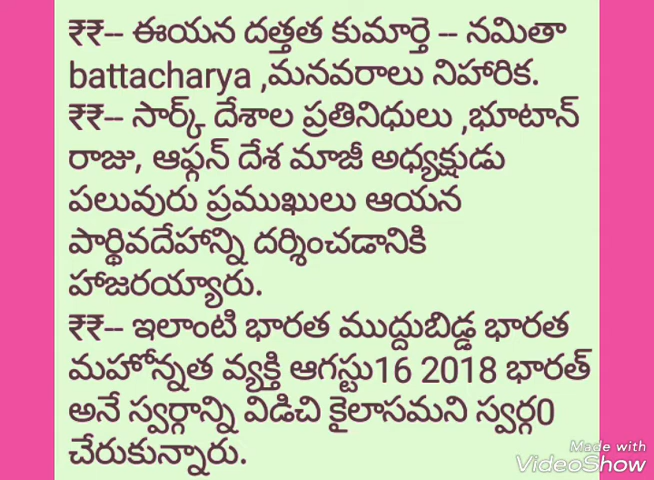 ₹₹-- ఈయన దత్తత కుమార్తె -- నమితా
battacharya ,మనవరాలు నిహారిక.
₹₹-- సార్క్ దేశాల ప్రతినిధులు ,భూటాన్
రాజు, ఆఫ్గన్ దేశ మాజీ అధ్యక్షుడు
పలువురు ప్రముఖులు ఆయన
పార్థివదేహాన్ని దర్శించడానికి
హాజరయ్యారు.
₹₹-- ఇలాంటి భారత ముద్దుబిడ్డ భారత
మహోన్నత వ్యక్తి ఆగస్టు16 2018 భారత్
అనే స్వర్గాన్ని విడిచి కైలాసమని స్వర్గ0
చేరుకున్నారు.
Made with
VideoShow